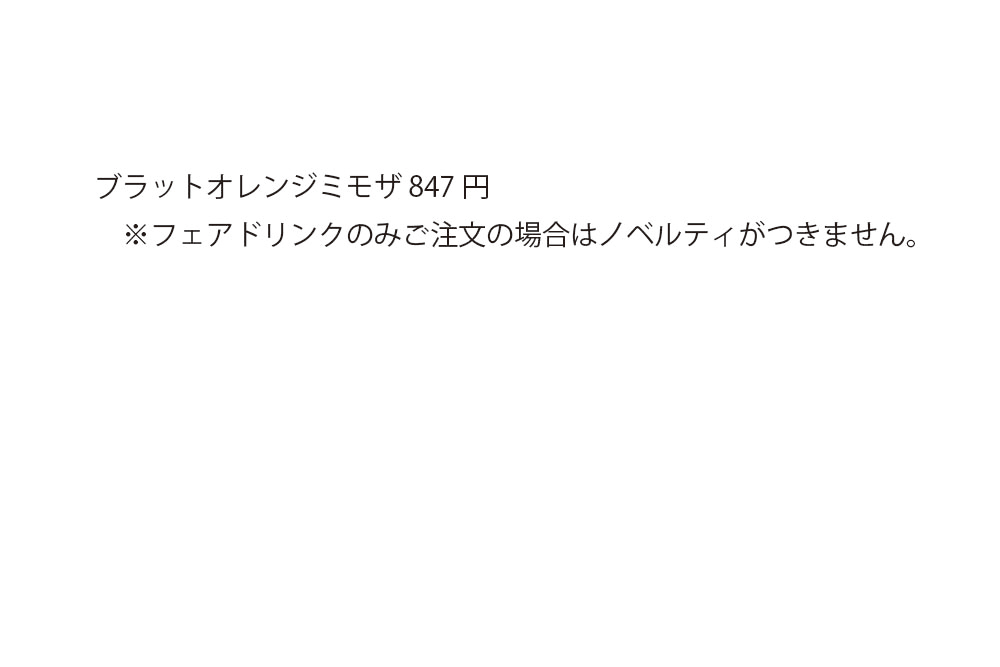 ブラットオレンジミモザ 847 円
※フェアドリンクのみご注文の場合はノベルティがつきません。